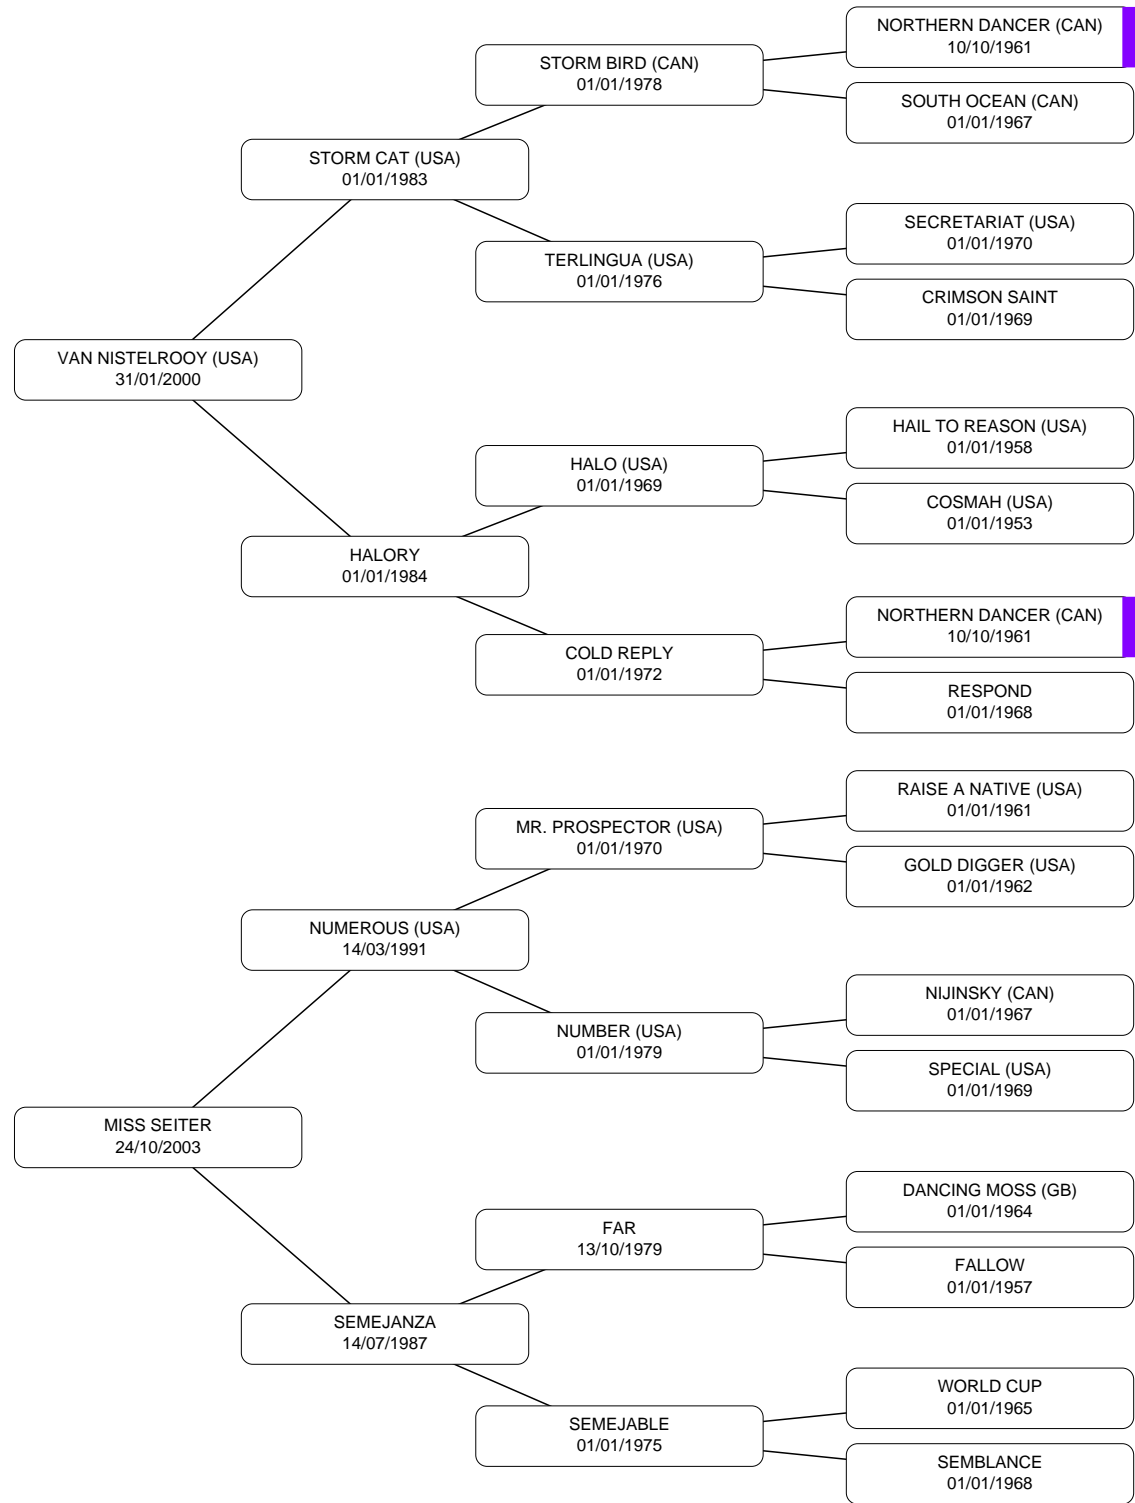 NORTHERN DANCER (CAN)
10/10/1961
STORM BIRD (CAN)
01/01/1978
SOUTH OCEAN (CAN)
01/01/1967
STORM CAT (USA)
01/01/1983
SECRETARIAT (USA)
01/01/1970
TERLINGUA (USA)
01/01/1976
CRIMSON SAINT
01/01/1969
VAN NISTELROOY (USA)
31/01/2000
HAIL TO REASON (USA)
01/01/1958
HALO (USA)
01/01/1969
COSMAH (USA)
01/01/1953
HALORY
01/01/1984
NORTHERN DANCER (CAN)
10/10/1961
COLD REPLY
01/01/1972
RESPOND
01/01/1968
RAISE A NATIVE (USA)
01/01/1961
MR. PROSPECTOR (USA)
01/01/1970
GOLD DIGGER (USA)
01/01/1962
NUMEROUS (USA)
14/03/1991
NIJINSKY (CAN)
01/01/1967
NUMBER (USA)
01/01/1979
SPECIAL (USA)
01/01/1969
MISS SEITER
24/10/2003
DANCING MOSS (GB)
01/01/1964
FAR
13/10/1979
FALLOW
01/01/1957
SEMEJANZA
14/07/1987
WORLD CUP
01/01/1965
SEMEJABLE
01/01/1975
SEMBLANCE
01/01/1968